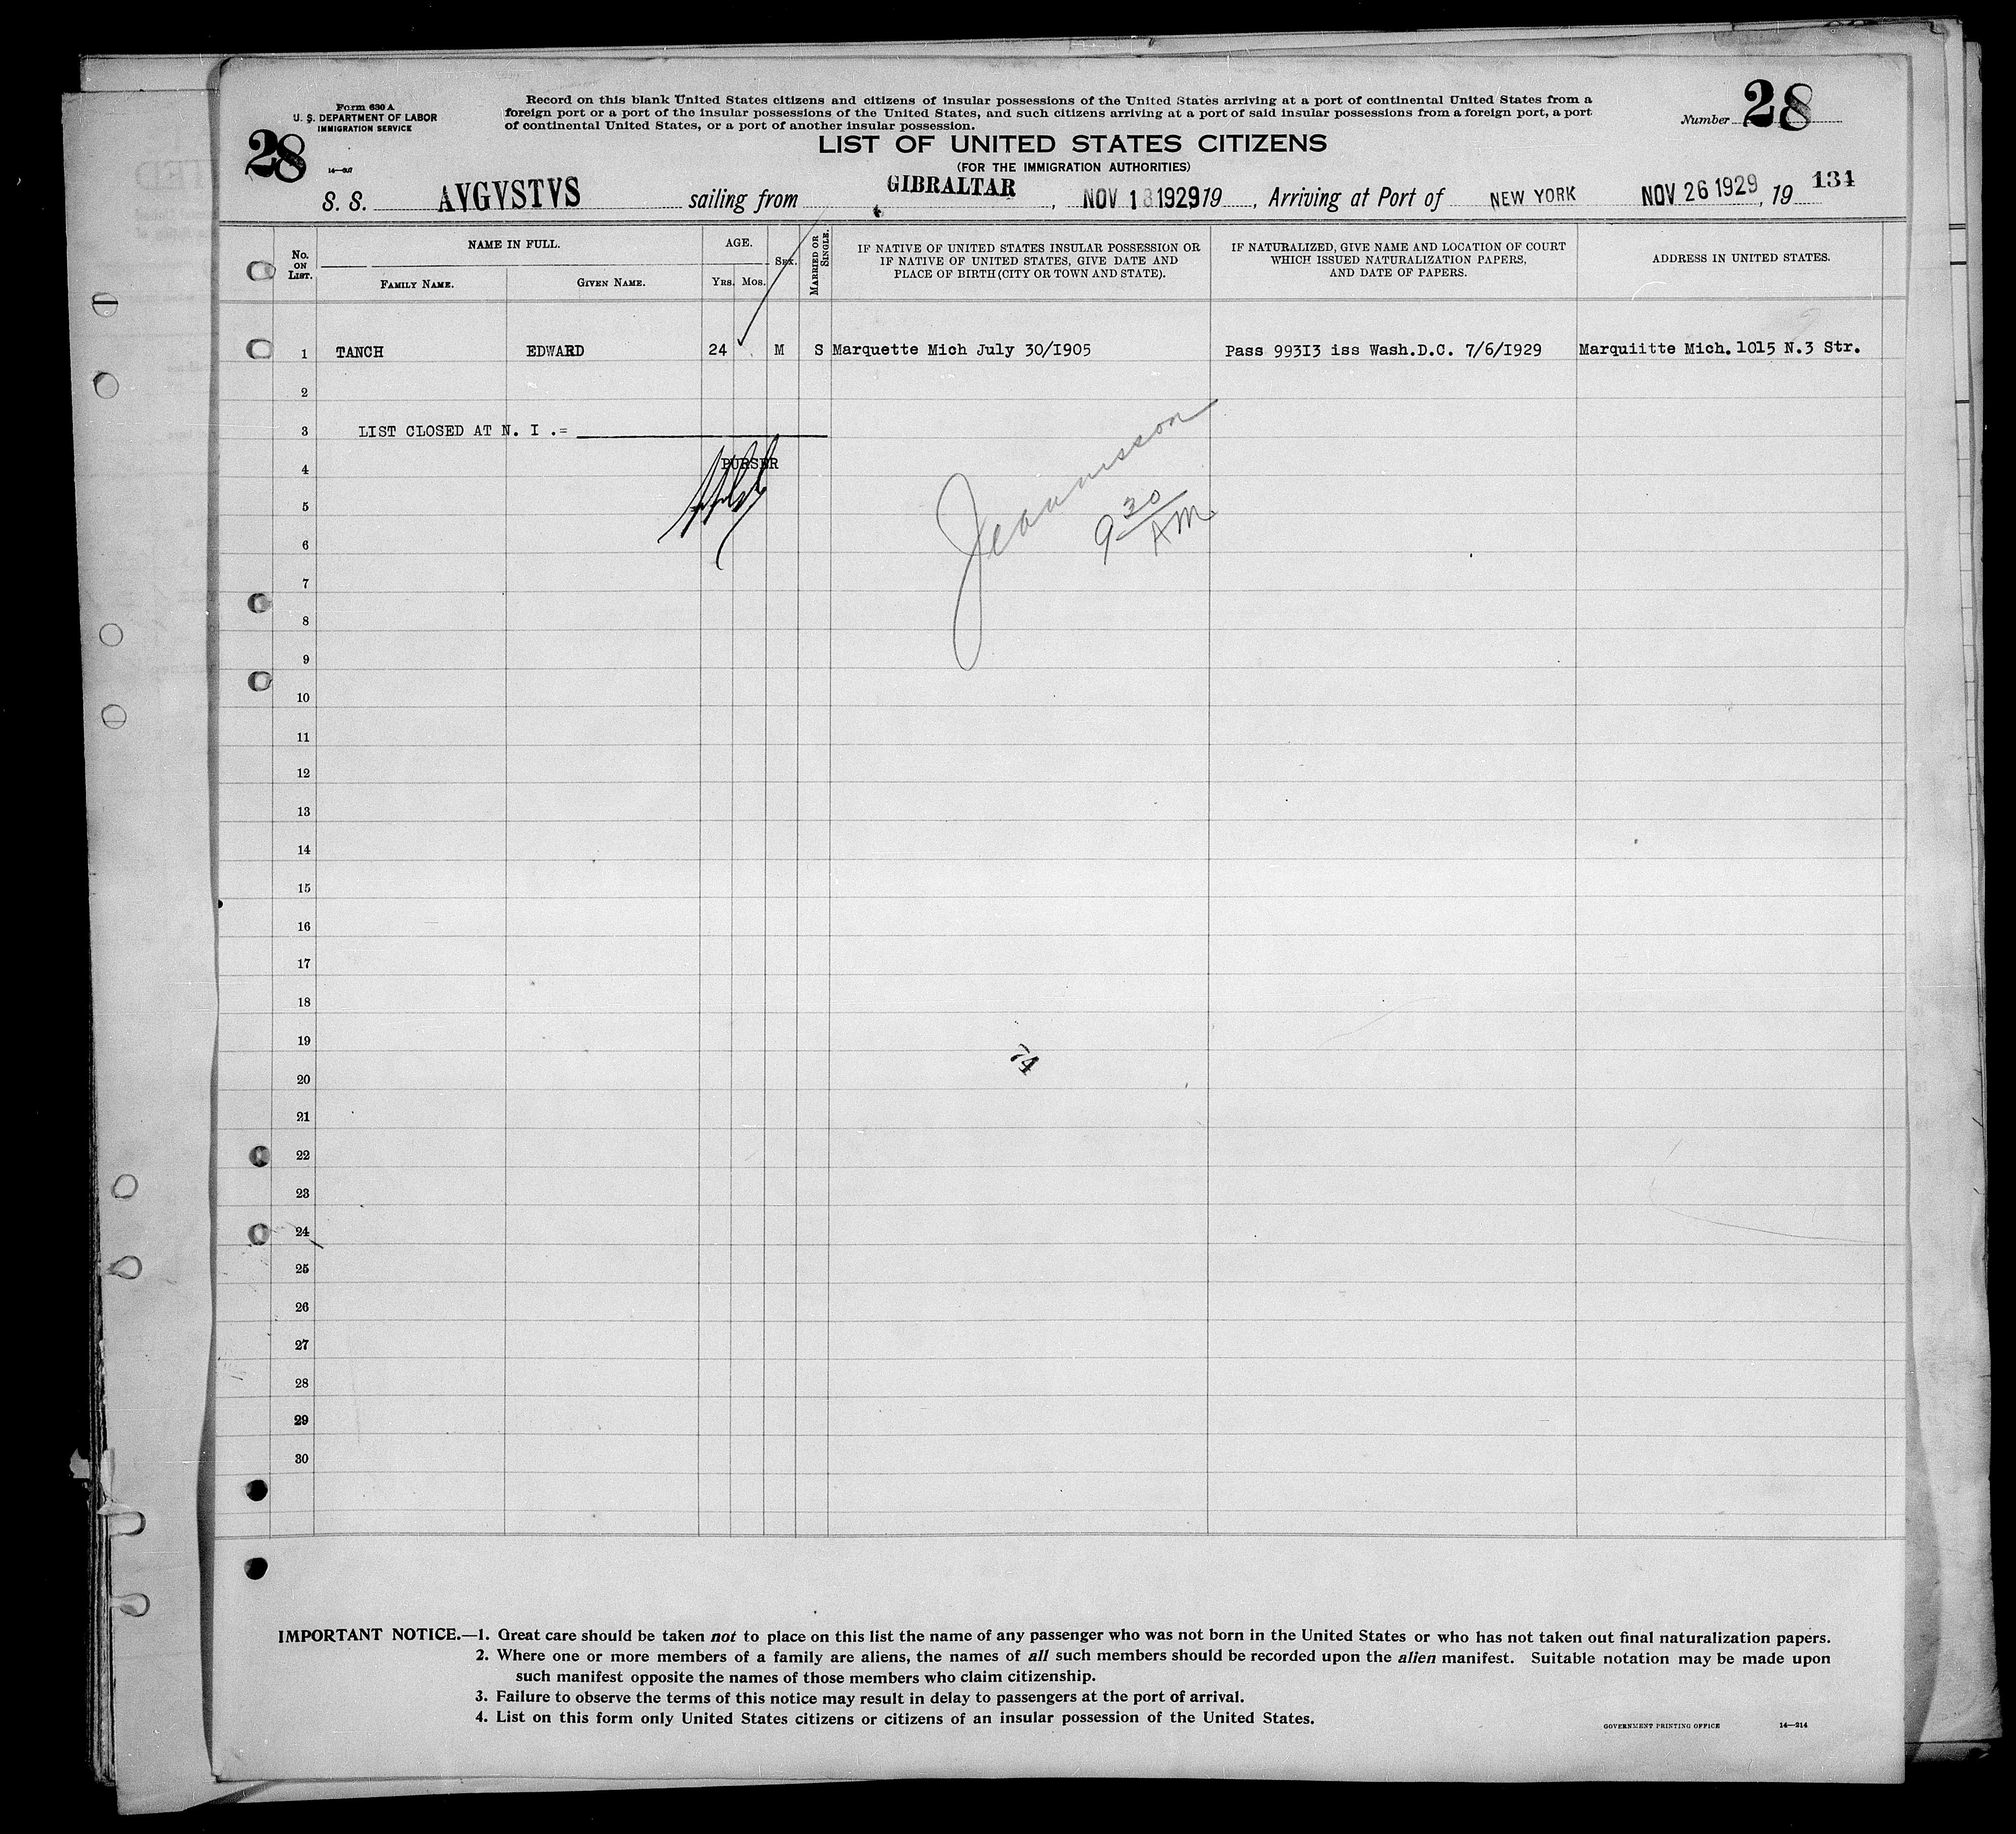 Form 630 A
U. S. DEPARTMENT OF LABOR
IMMIGRATION SERVICE
28
Record on this blank United States citizens and citizens of insular possessions of the United States arriving at a port of continental United States from a
foreign port or a port of the insular possessions of the United States, and such citizens arriving at a port of said insular possessions from a foreign port, a port
of continental United States, or a port of another insular possession.
Number 28
LIST OF UNITED STATES CITIZENS
(FOR THE IMMIGRATION AUTHORITIES)
S. S. AVGVSTVS sailing from GIBRALTAR, NOV 18 1929 19, Arriving at Port of NEW YORK NOV 26 1929, 19 134
No. ON LIST.
NAME IN FULL.
FAMILY NAME.
GIVEN NAME.
AGE.
YRS. MOS.
SEX.
MARRIED OR SINGLE.
IF NATIVE OF UNITED STATES INSULAR POSSESSION OR
IF NATIVE OF UNITED STATES, GIVE DATE AND
PLACE OF BIRTH (CITY OR TOWN AND STATE).
IF NATURALIZED, GIVE NAME AND LOCATION OF COURT
WHICH ISSUED NATURALIZATION PAPERS,
AND DATE OF PAPERS.
ADDRESS IN UNITED STATES.
1 TANCH EDWARD 24 M S Marquette Mich July 30/I905 Pass 993I3 iss Wash.D.C. 7/6/I929 Marquiitte Mich. 1015 N.3 Str.
2
3 LIST CLOSED AT N. I .=
4 PURSER
5
9 30 AM
6
7
8
9
10
11
12
13
14
15
16
17
18
19
74
20
21
22
23
24
25
26
27
28
29
30
IMPORTANT NOTICE.—1. Great care should be taken not to place on this list the name of any passenger who was not born in the United States or who has not taken out final naturalization papers.
2. Where one or more members of a family are aliens, the names of all such members should be recorded upon the alien manifest. Suitable notation may be made upon
such manifest opposite the names of those members who claim citizenship.
3. Failure to observe the terms of this notice may result in delay to passengers at the port of arrival.
4. List on this form only United States citizens or citizens of an insular possession of the United States.
GOVERNMENT PRINTING OFFICE 14—214